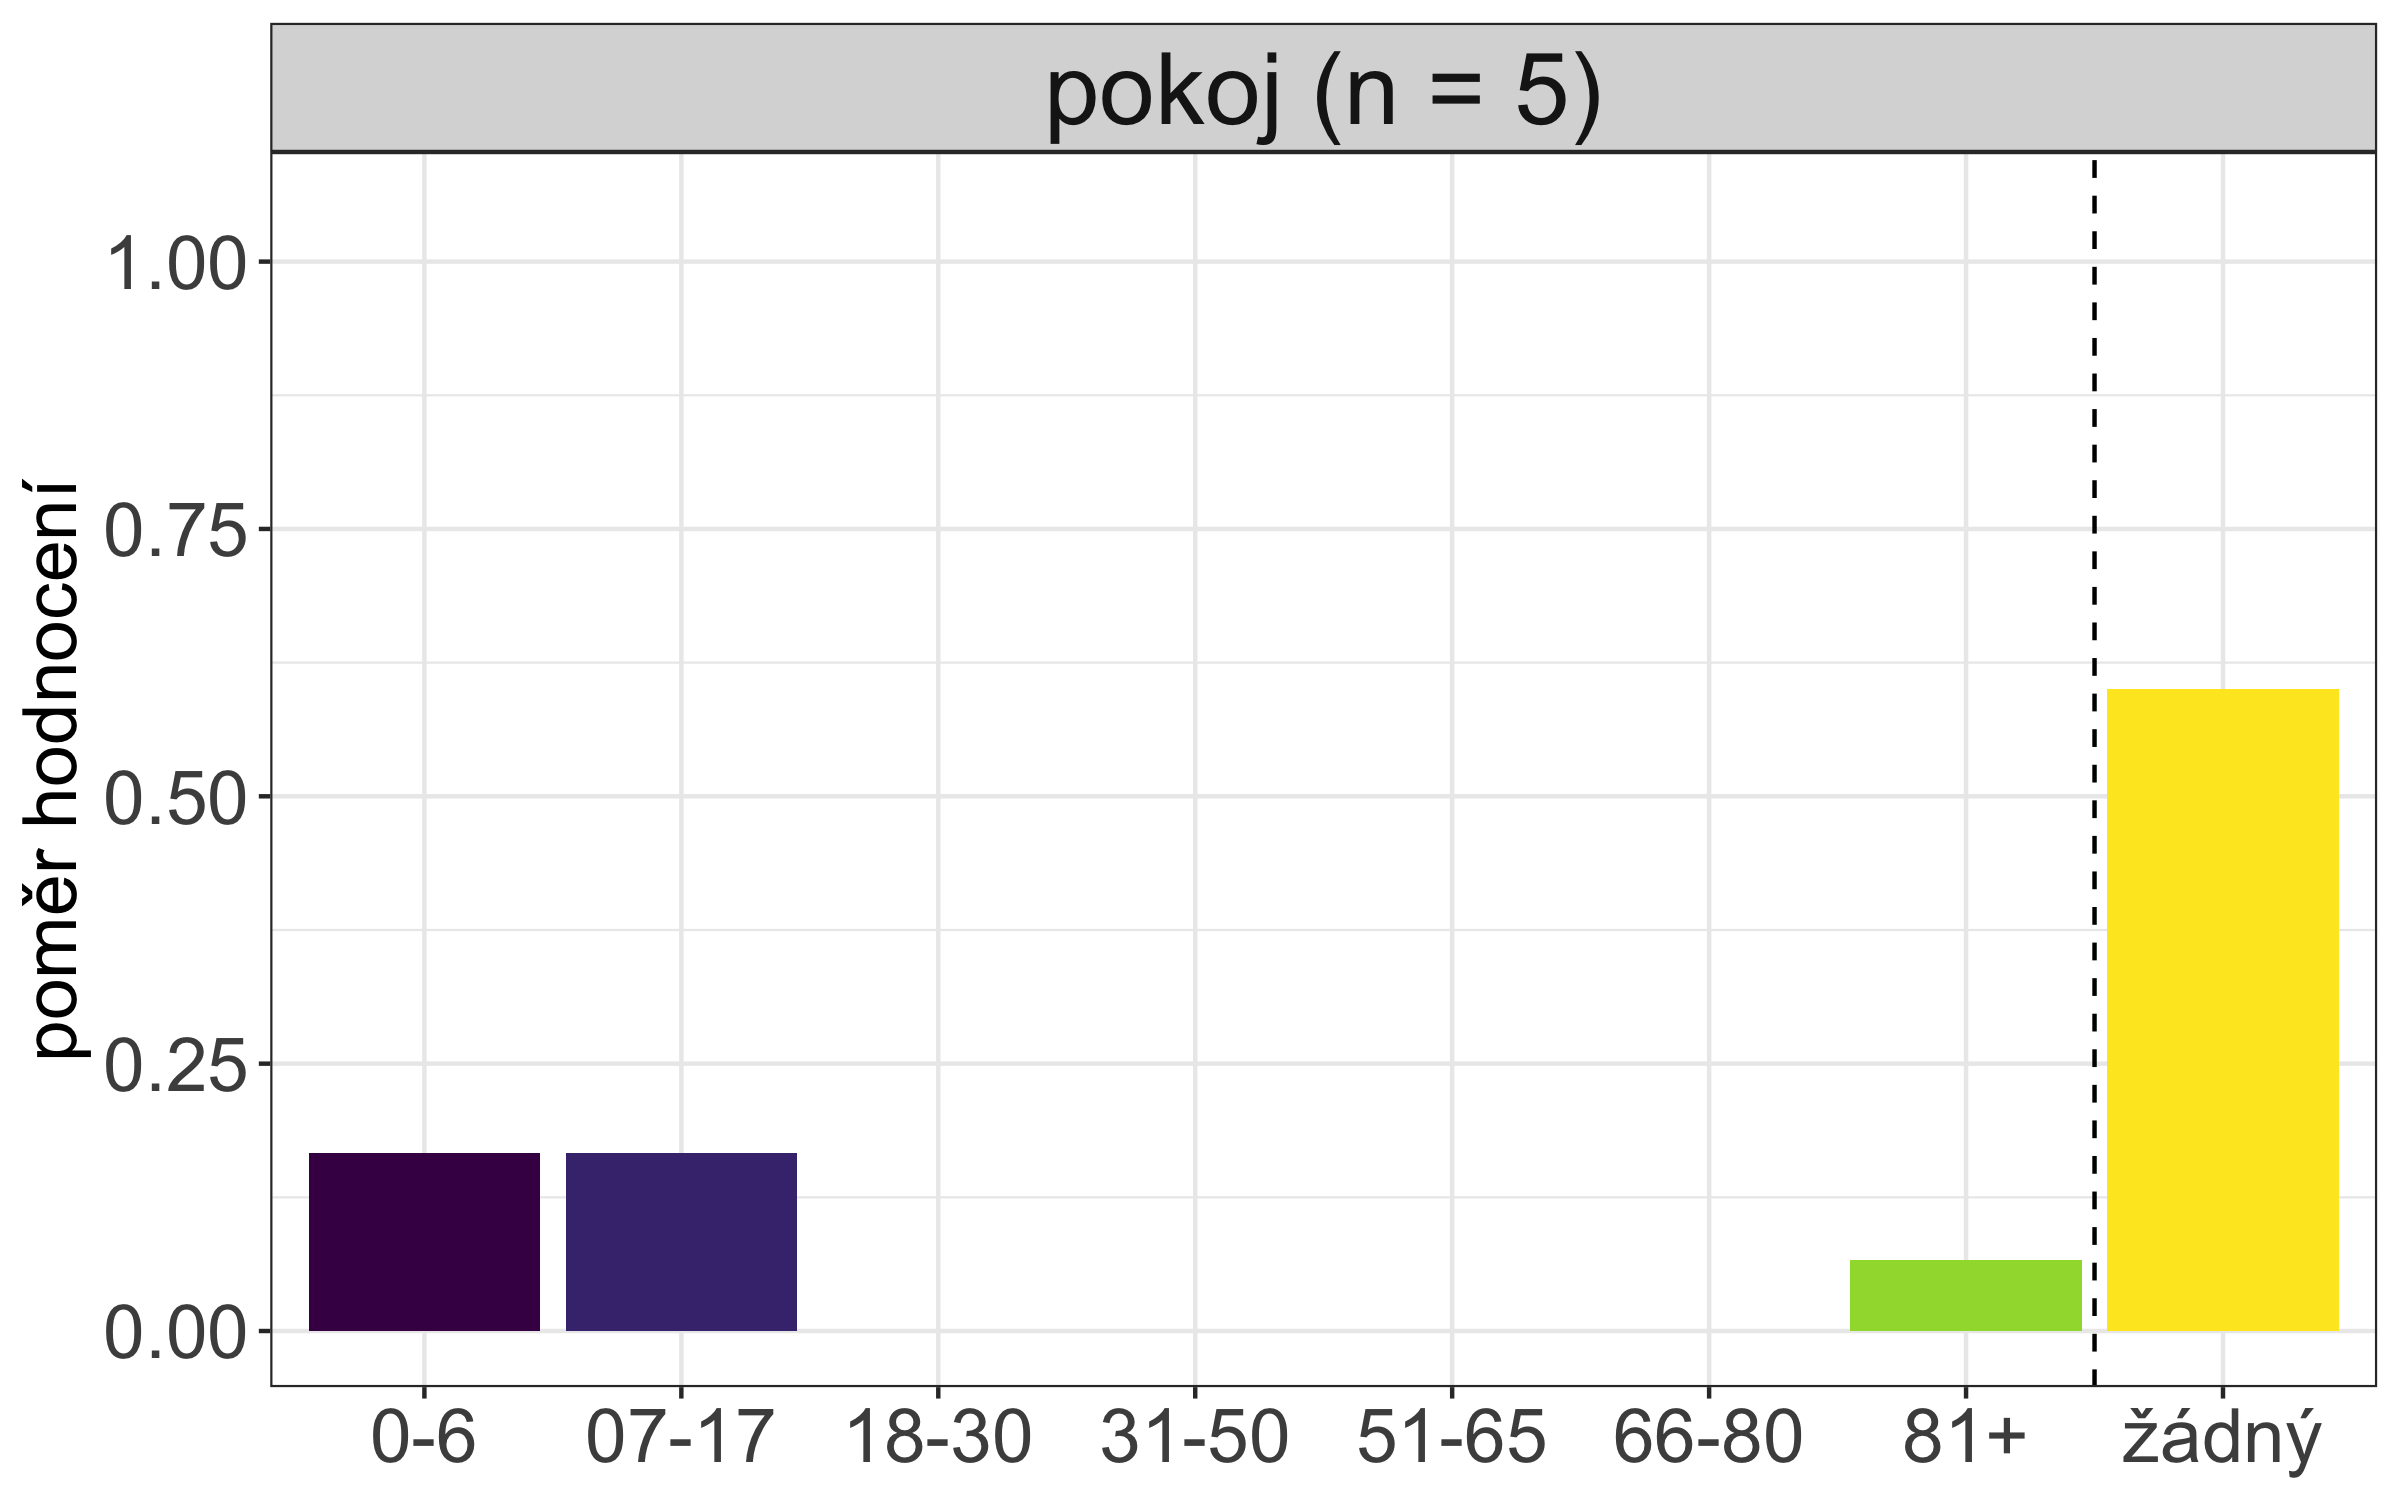 pokoj (n = 5)
poměr hodnocení
1.00
0.75
0.50
0.25
0.00
0-6 07-17 18-30 31-50 51-65 66-80 81+ žádný